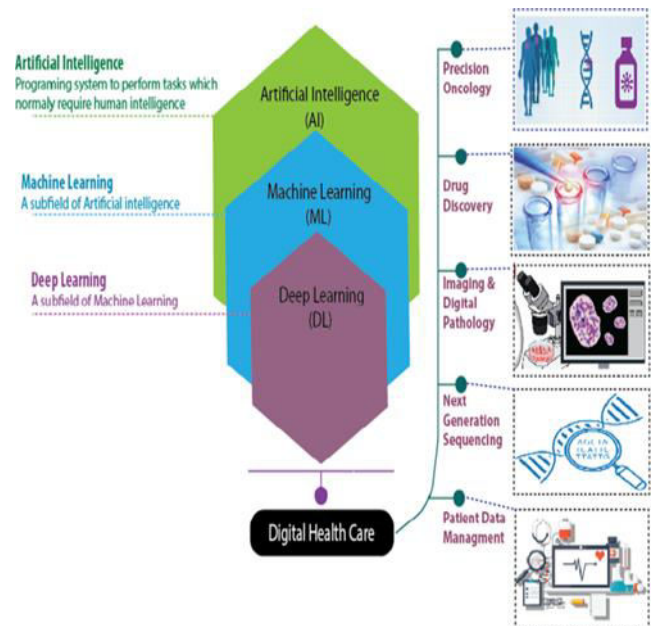 Artificial Intelligence
Programing system to perform tasks which
normaly require human intelligence
Machine Learning
A subfield of Artificial intelligence
Deep Learning
A subfield of Machine Learning
Artificial Intelligence
(AI)
Machine Learning
(ML)
Deep Learning
(DL)
Digital Health Care
Precision
Oncology
Drug
Discovery
Imaging &
Digital
Pathology
Next
Generation
Sequencing
Patient Data
Managment